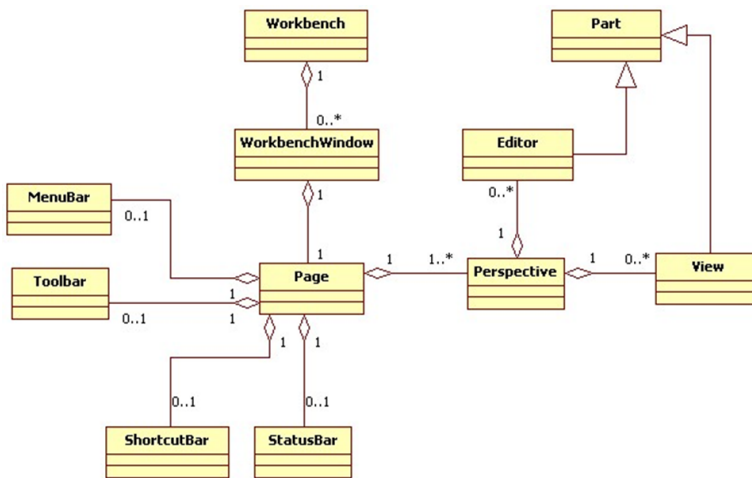 Workbench
Part
1
0..*
WorkbenchWindow
Editor
1
0..*
MenuBar
0..1
1
1
Page
1
1..*
Perspective
1
0..*
View
Toolbar
1
0..1
1
1
1
0..1
0..1
ShortcutBar
StatusBar